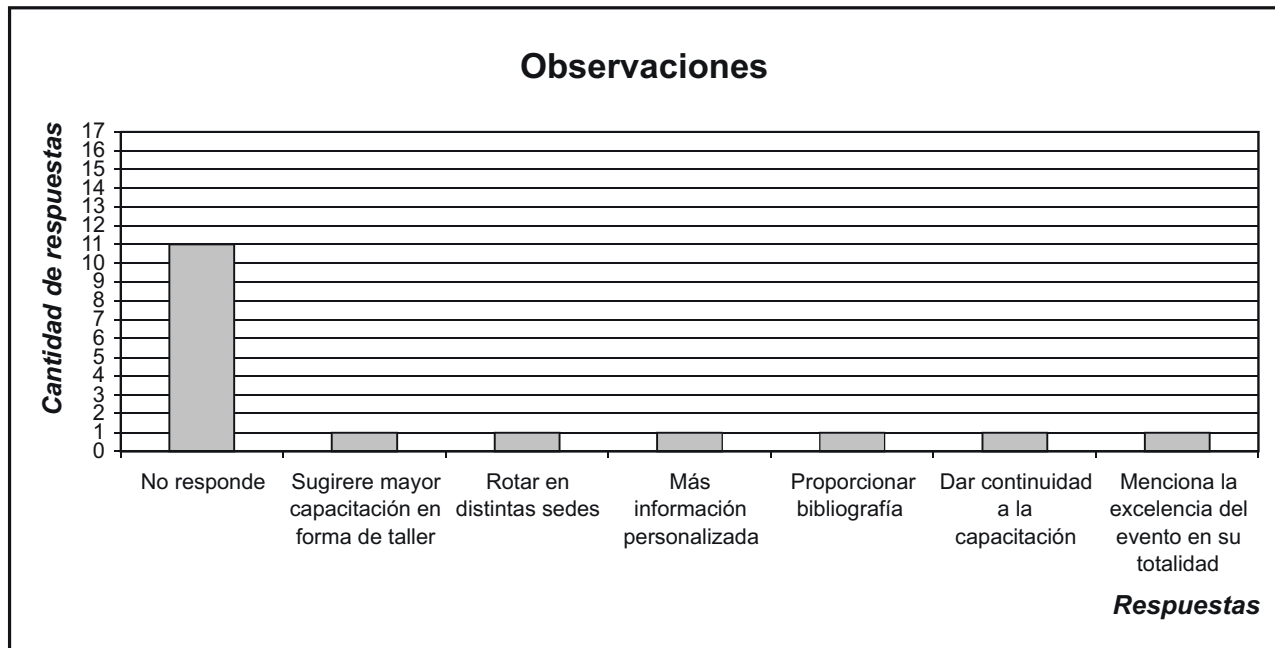 Observaciones
Cantidad de respuestas
17
16
15
14
13
12
11
10
9
8
7
6
5
4
3
2
1
0
No responde
Sugirere mayor
capacitación en
forma de taller
Rotar en
distintas sedes
Más
información
personalizada
Proporcionar
bibliografía
Dar continuidad
a la
capacitación
Menciona la
excelencia del
evento en su
totalidad
Respuestas